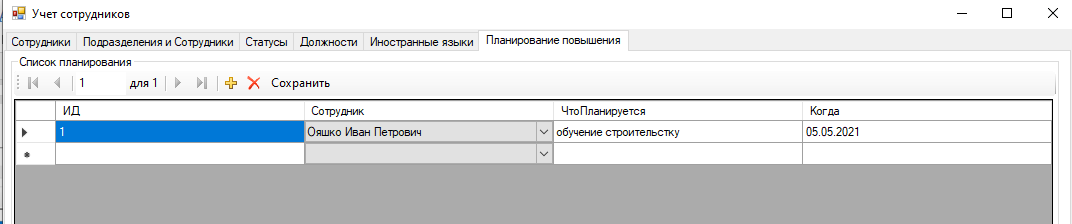 Учет сотрудников
Сотрудники Подразделения и Сотрудники Статусы Должности Иностранные языки Планирование повышения
Список планирования
1 для 1 Сохранить
ИД Сотрудник ЧтоПланируется Когда
1 Ояшко Иван Петрович обучение строительстку 05.05.2021